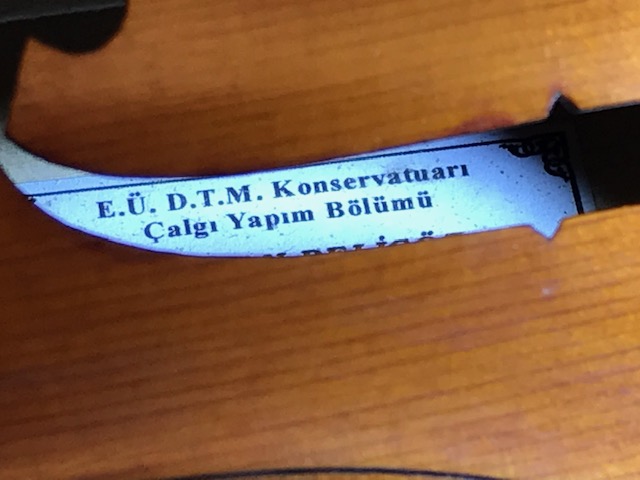 E.Ü. D.T.M. Konservatuarı
Çalgı Yapım Bölümü